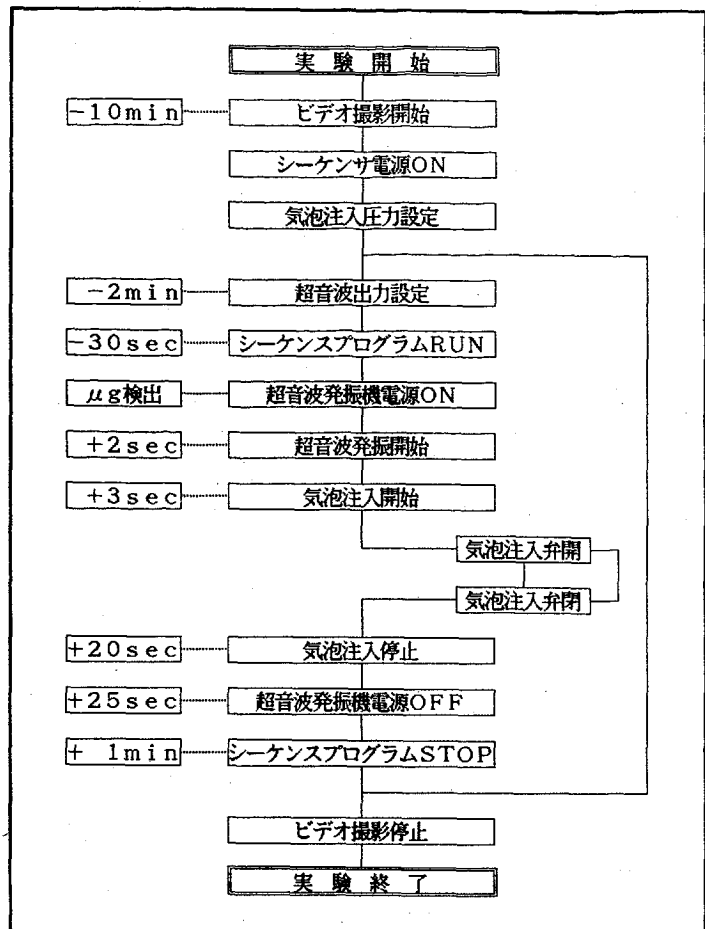 実験開始
－10min ビデオ撮影開始
シーケンサ電源ON
気泡注入圧力設定
－2min 超音波出力設定
－30sec シーケンスプログラムRUN
μg検出 超音波発振機電源ON
＋2sec 超音波発振開始
＋3sec 気泡注入開始
気泡注入弁開
気泡注入弁閉
＋20sec 気泡注入停止
＋25sec 超音波発振機電源OFF
＋ 1min シーケンスプログラムSTOP
ビデオ撮影停止
実験終了